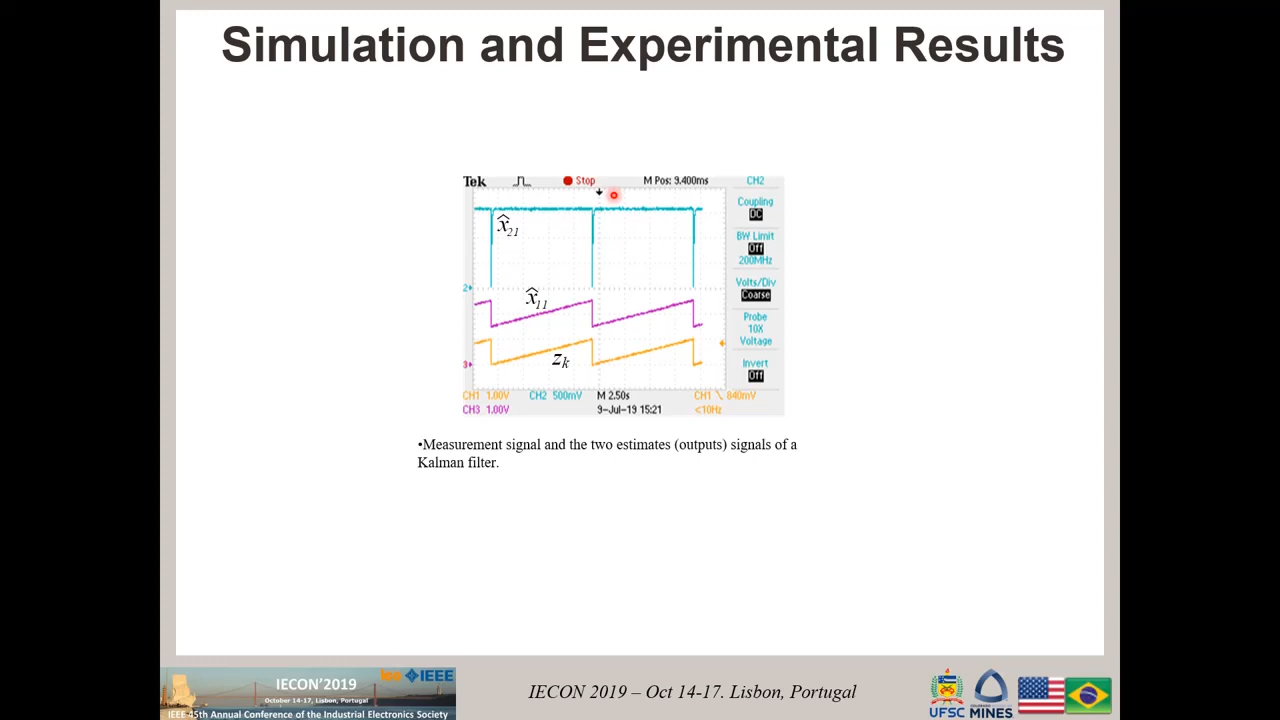 Simulation and Experimental Results
Tek Stop M Pos: 9.400ms CH2
Coupling
DC
BW Limit
Off
200MHz
Volts/Div
Coarse
Probe
10X
Voltage
Invert
Off
x̂21
x̂11
zk
2
3
CH1 1.00V CH2 500mV M 2.50s CH1 \ 840mV
CH3 1.00V 9-Jul-19 15:21 <10Hz
•Measurement signal and the two estimates (outputs) signals of a
Kalman filter.
ies IEEE
IECON'2019
October 14-17, Lisbon, Portugal
IEEE 45th Annual Conference of the Industrial Electronics Society
IECON 2019 – Oct 14-17. Lisbon, Portugal
UFSC MINES